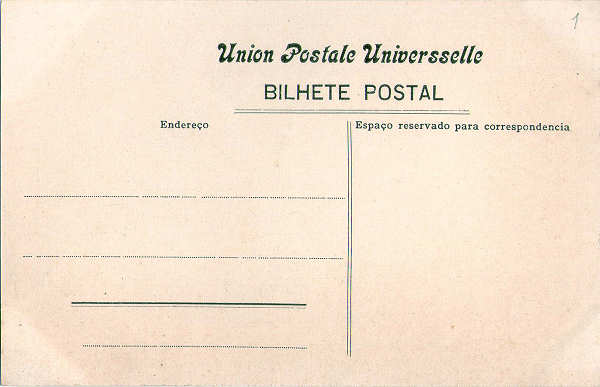 1
Union Postale Universselle
BILHETE POSTAL
Endereço
Espaço reservado para correspondencia